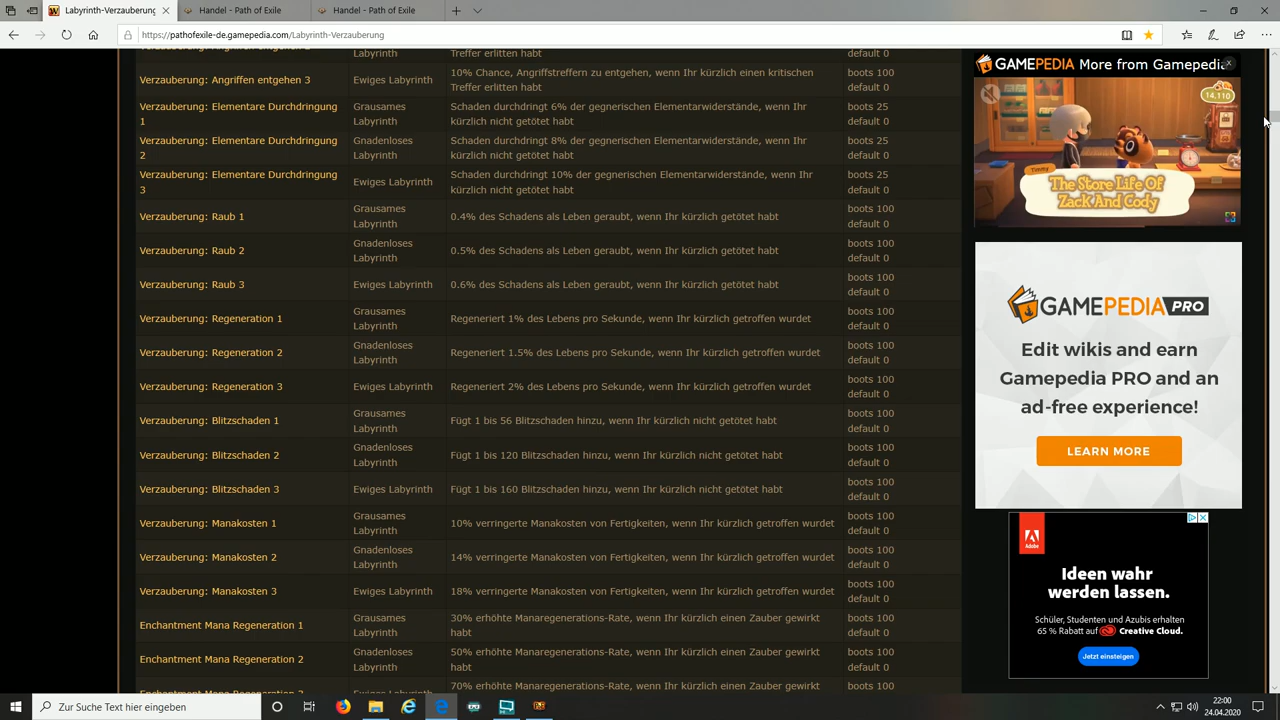 Labyrinth-Verzauberung
Handel - Path of Exile
Handel - Path of Exile
https://pathofexile-de.gamepedia.com/Labyrinth-Verzauberung
Labyrinth
Treffer erlitten habt
default 0
Verzauberung: Angriffen entgehen 3
Ewiges Labyrinth
10% Chance, Angriffstreffern zu entgehen, wenn Ihr kürzlich einen kritischen
Treffer erlitten habt
boots 100
default 0
Verzauberung: Elementare Durchdringung
1
Grausames
Labyrinth
Schaden durchdringt 6% der gegnerischen Elementarwiderstände, wenn Ihr
kürzlich nicht getötet habt
boots 25
default 0
Verzauberung: Elementare Durchdringung
2
Gnadenloses
Labyrinth
Schaden durchdringt 8% der gegnerischen Elementarwiderstände, wenn Ihr
kürzlich nicht getötet habt
boots 25
default 0
Verzauberung: Elementare Durchdringung
3
Ewiges Labyrinth
Schaden durchdringt 10% der gegnerischen Elementarwiderstände, wenn Ihr
kürzlich nicht getötet habt
boots 25
default 0
Verzauberung: Raub 1
Grausames
Labyrinth
0.4% des Schadens als Leben geraubt, wenn Ihr kürzlich getötet habt
boots 100
default 0
Verzauberung: Raub 2
Gnadenloses
Labyrinth
0.5% des Schadens als Leben geraubt, wenn Ihr kürzlich getötet habt
boots 100
default 0
Verzauberung: Raub 3
Ewiges Labyrinth
0.6% des Schadens als Leben geraubt, wenn Ihr kürzlich getötet habt
boots 100
default 0
Verzauberung: Regeneration 1
Grausames
Labyrinth
Regeneriert 1% des Lebens pro Sekunde, wenn Ihr kürzlich getroffen wurdet
boots 100
default 0
Verzauberung: Regeneration 2
Gnadenloses
Labyrinth
Regeneriert 1.5% des Lebens pro Sekunde, wenn Ihr kürzlich getroffen wurdet
boots 100
default 0
Verzauberung: Regeneration 3
Ewiges Labyrinth
Regeneriert 2% des Lebens pro Sekunde, wenn Ihr kürzlich getroffen wurdet
boots 100
default 0
Verzauberung: Blitzschaden 1
Grausames
Labyrinth
Fügt 1 bis 56 Blitzschaden hinzu, wenn Ihr kürzlich nicht getötet habt
boots 100
default 0
Verzauberung: Blitzschaden 2
Gnadenloses
Labyrinth
Fügt 1 bis 120 Blitzschaden hinzu, wenn Ihr kürzlich nicht getötet habt
boots 100
default 0
Verzauberung: Blitzschaden 3
Ewiges Labyrinth
Fügt 1 bis 160 Blitzschaden hinzu, wenn Ihr kürzlich nicht getötet habt
boots 100
default 0
Verzauberung: Manakosten 1
Grausames
Labyrinth
10% verringerte Manakosten von Fertigkeiten, wenn Ihr kürzlich getroffen wurdet
boots 100
default 0
Verzauberung: Manakosten 2
Gnadenloses
Labyrinth
14% verringerte Manakosten von Fertigkeiten, wenn Ihr kürzlich getroffen wurdet
boots 100
default 0
Verzauberung: Manakosten 3
Ewiges Labyrinth
18% verringerte Manakosten von Fertigkeiten, wenn Ihr kürzlich getroffen wurdet
boots 100
default 0
Enchantment Mana Regeneration 1
Grausames
Labyrinth
30% erhöhte Manaregenerations-Rate, wenn Ihr kürzlich einen Zauber gewirkt
habt
boots 100
default 0
Enchantment Mana Regeneration 2
Gnadenloses
Labyrinth
50% erhöhte Manaregenerations-Rate, wenn Ihr kürzlich einen Zauber gewirkt
habt
boots 100
default 0
Ewiges Labyrinth
70% erhöhte Manaregenerations-Rate, wenn Ihr kürzlich einen Zauber gewirkt
boots 100
GAMEPEDIA More from Gamepedia
14,110
Timmy
The Store Life Of
Zack And Cody
GAMEPEDIA PRO
Edit wikis and earn
Gamepedia PRO and an
ad-free experience!
LEARN MORE
Adobe
Ideen wahr
werden lassen.
Schüler, Studenten und Azubis erhalten
65 % Rabatt auf Creative Cloud.
Jetzt einsteigen
Zur Suche Text hier eingeben
22:00
24.04.2020